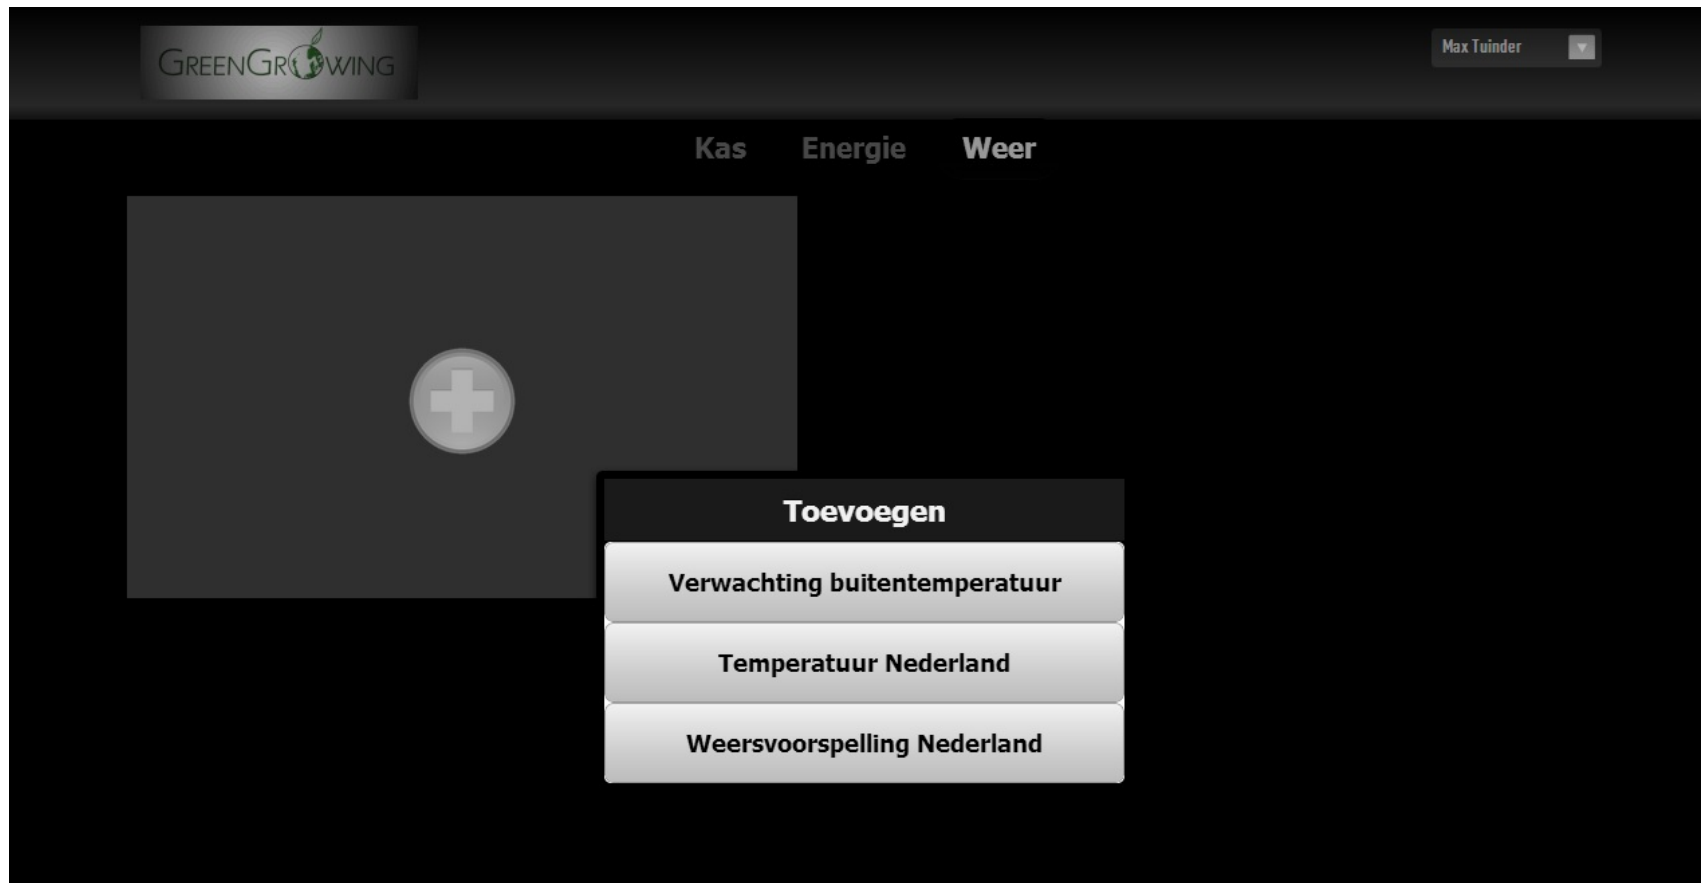 GREENGROWING
Max Tuinder
Kas Energie Weer
Toevoegen
Verwachting buitentemperatuur
Temperatuur Nederland
Weersvoorspelling Nederland